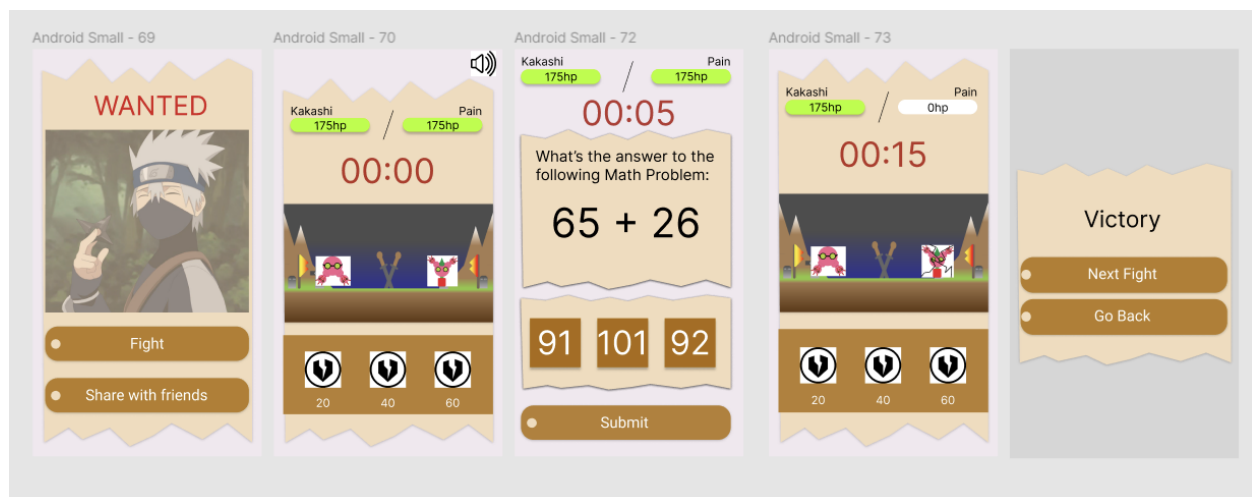 Android Small - 69
WANTED
Fight
Share with friends
Android Small - 70
Kakashi
Pain
175hp
175hp
00:00
20
40
60
Android Small - 72
Kakashi
Pain
175hp
175hp
00:05
What's the answer to the
following Math Problem:
65 + 26
91
101
92
Submit
Android Small - 73
Kakashi
Pain
175hp
0hp
00:15
20
40
60
Victory
Next Fight
Go Back